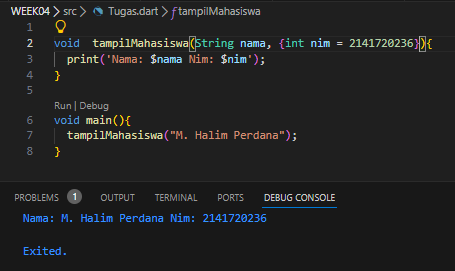 WEEK04 > src > Tugas.dart > tampilMahasiswa
1
2 void  tampilMahasiswa(String nama, {int nim = 2141720236}){
3   print('Nama: $nama Nim: $nim');
4 }
5
Run | Debug
6 void main(){
7   tampilMahasiswa("M. Halim Perdana");
8 }
PROBLEMS 1 OUTPUT TERMINAL PORTS DEBUG CONSOLE
Nama: M. Halim Perdana Nim: 2141720236
Exited.